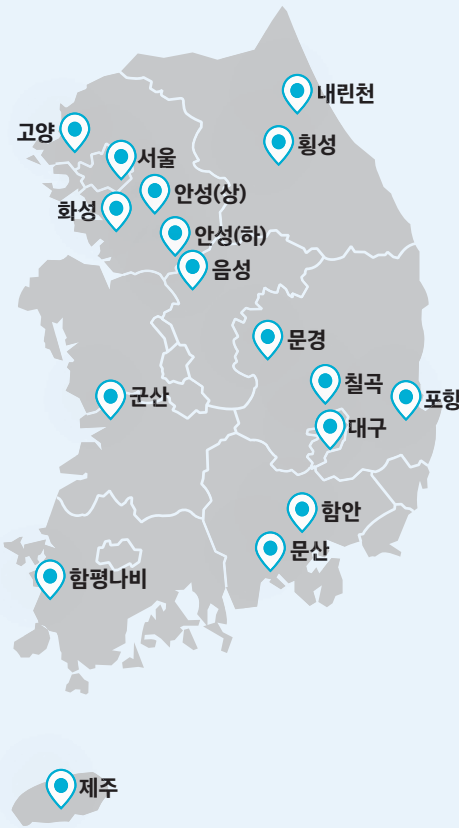 내린천
고양
횡성
서울
안성(상)
화성
안성(하)
음성
문경
칠곡
군산
포항
대구
함안
문산
함평나비
제주